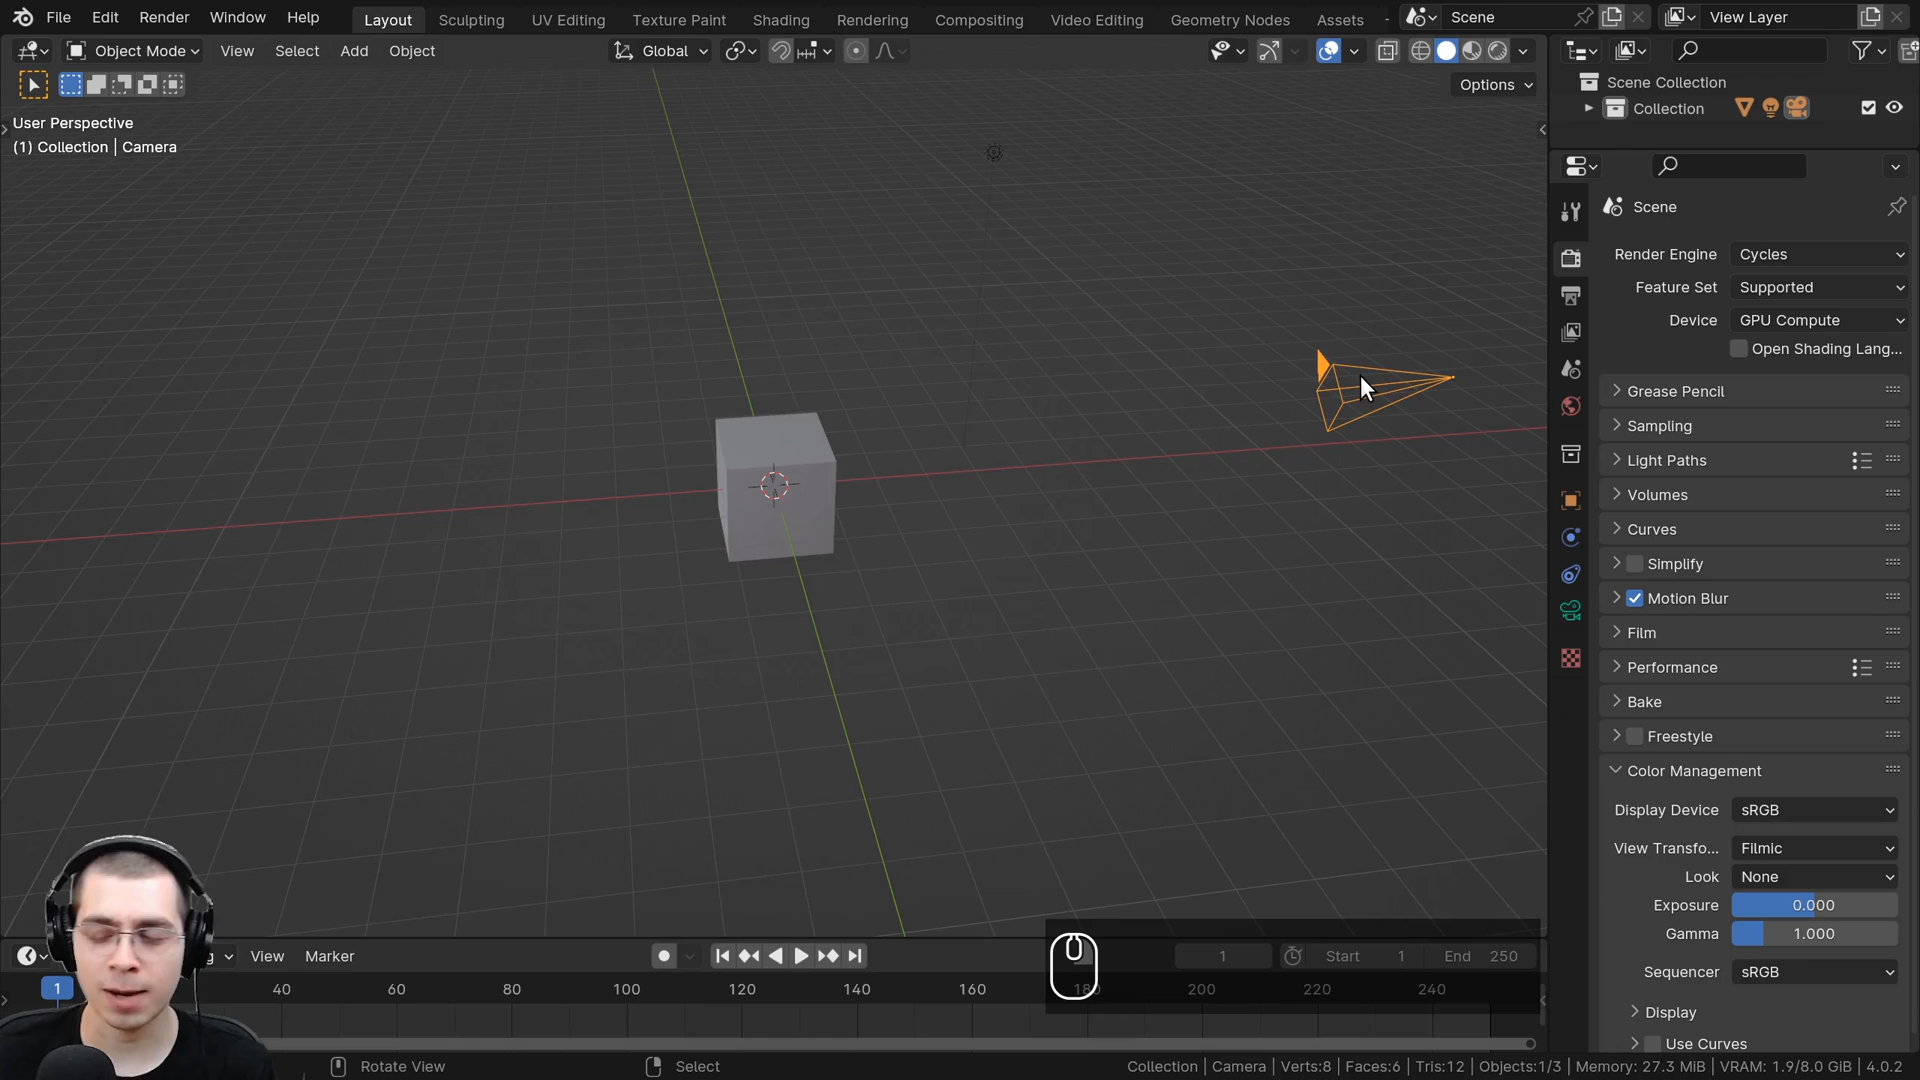 File Edit Render Window Help Layout Sculpting UV Editing Texture Paint Shading Rendering Compositing Video Editing Geometry Nodes Assets Scene View Layer
Object Mode View Select Add Object Global
Options
User Perspective
(1) Collection | Camera
Scene Collection
Collection
Scene
Render Engine Cycles
Feature Set Supported
Device GPU Compute
Open Shading Lang...
Grease Pencil
Sampling
Light Paths
Volumes
Curves
Simplify
Motion Blur
Film
Performance
Bake
Freestyle
Color Management
Display Device sRGB
View Transfo... Filmic
Look None
Exposure 0.000
Gamma 1.000
Sequencer sRGB
Display
Use Curves
g View Marker 1 Start 1 End 250
1 40 60 80 100 120 140 160 180 200 220 240
Rotate View Select Collection | Camera | Verts:8 | Faces:6 | Tris:12 | Objects:1/3 | Memory: 27.3 MiB | VRAM: 1.9/8.0 GiB | 4.0.2